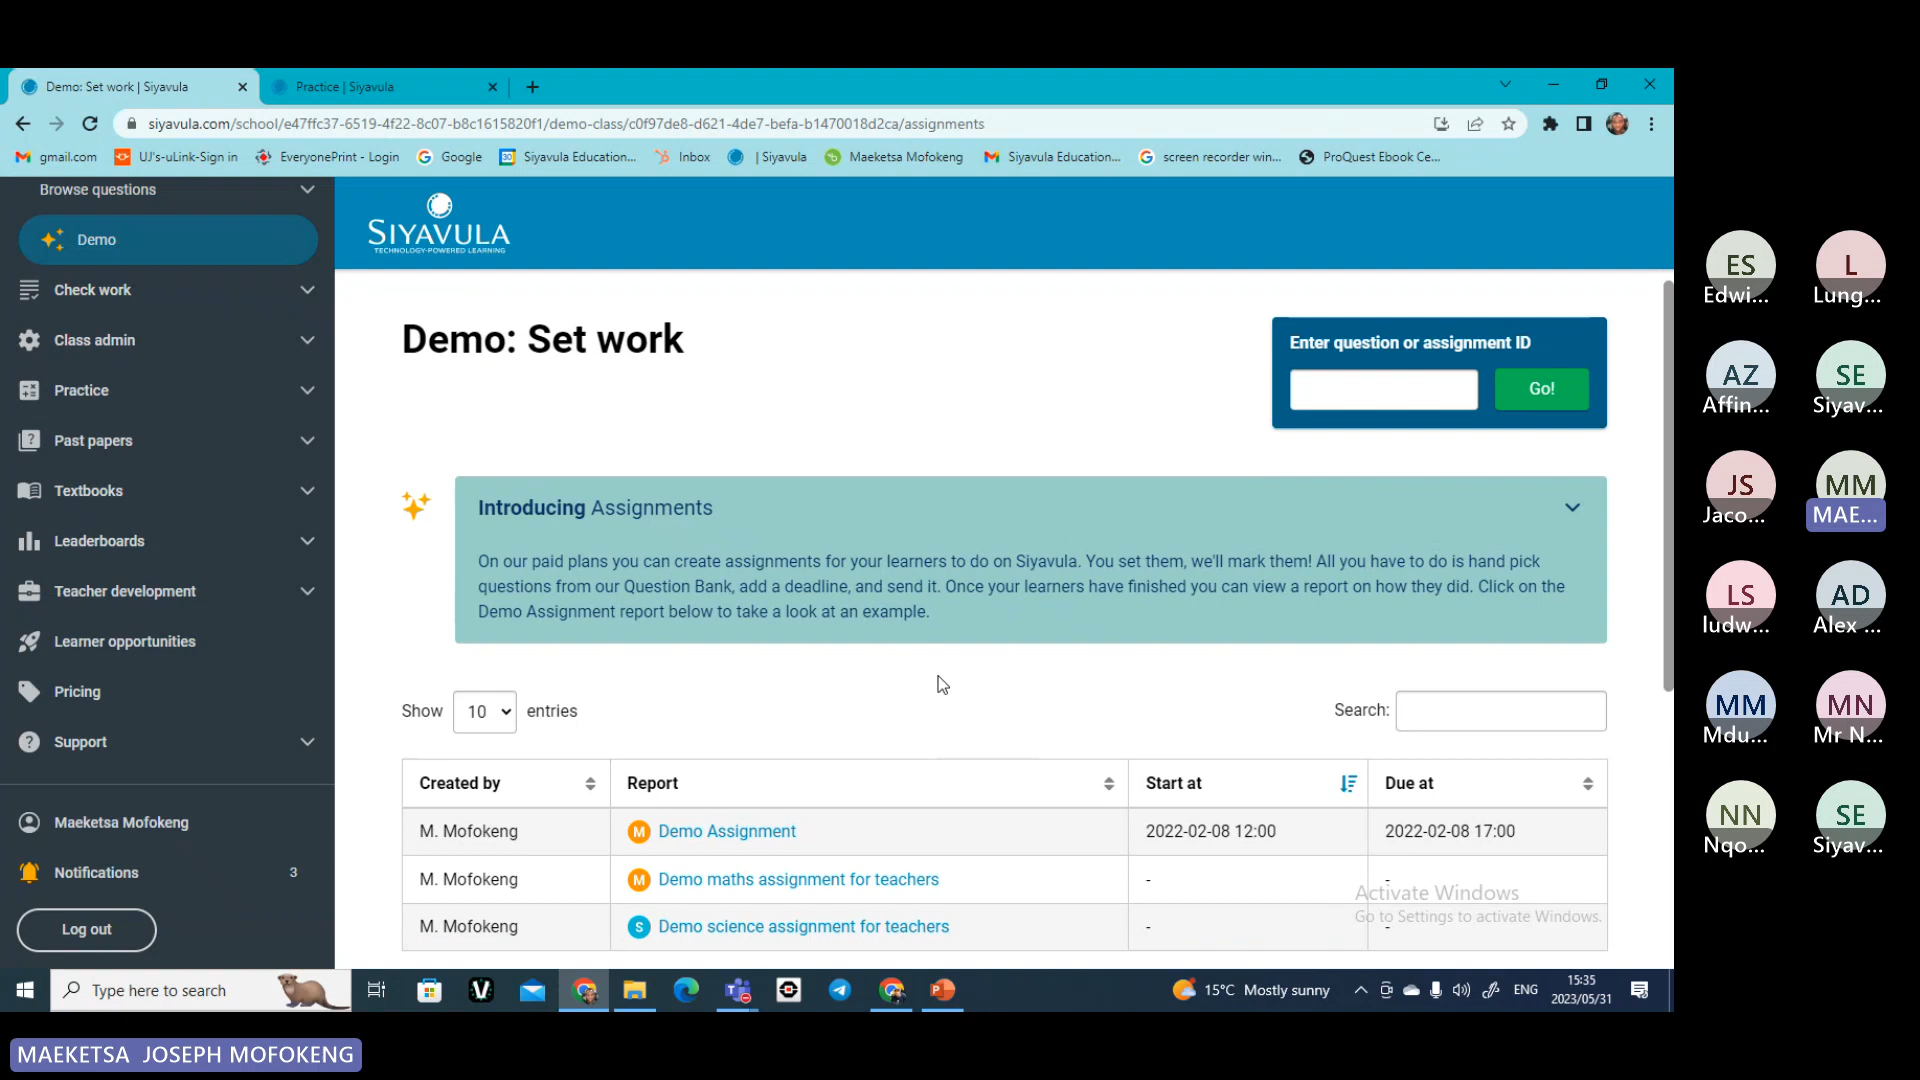 Demo: Set work | Siyavula
Practice | Siyavula
siyavula.com/school/e47ffc37-6519-4f22-8c07-b8c1615820f1/demo-class/c0f97de8-d621-4de7-befa-b1470018d2ca/assignments
gmail.com
UJ's-uLink-Sign in
EveryonePrint - Login
Google
Siyavula Education...
Inbox
| Siyavula
Maeketsa Mofokeng
Siyavula Education...
screen recorder win...
ProQuest Ebook Ce...
Browse questions
Demo
Check work
Class admin
Practice
Past papers
Textbooks
Leaderboards
Teacher development
Learner opportunities
Pricing
Support
Maeketsa Mofokeng
Notifications 3
Log out
SIYAVULA
TECHNOLOGY-POWERED LEARNING
Demo: Set work
Enter question or assignment ID
Go!
Introducing Assignments
On our paid plans you can create assignments for your learners to do on Siyavula. You set them, we'll mark them! All you have to do is hand pick
questions from our Question Bank, add a deadline, and send it. Once your learners have finished you can view a report on how they did. Click on the
Demo Assignment report below to take a look at an example.
Show 10 entries
Search:
Created by Report Start at Due at
M. Mofokeng M Demo Assignment 2022-02-08 12:00 2022-02-08 17:00
M. Mofokeng M Demo maths assignment for teachers - -
M. Mofokeng S Demo science assignment for teachers - -
Activate Windows
Go to Settings to activate Windows.
Type here to search
15°C Mostly sunny
ENG
15:35
2023/05/31
ES
Edwi...
L
Lung...
AZ
Affin...
SE
Siyav...
JS
Jaco...
MM
MAE...
LS
ludw...
AD
Alex ...
MM
Mdu...
MN
Mr N...
NN
Nqo...
SE
Siyav...
MAEKETSA JOSEPH MOFOKENG